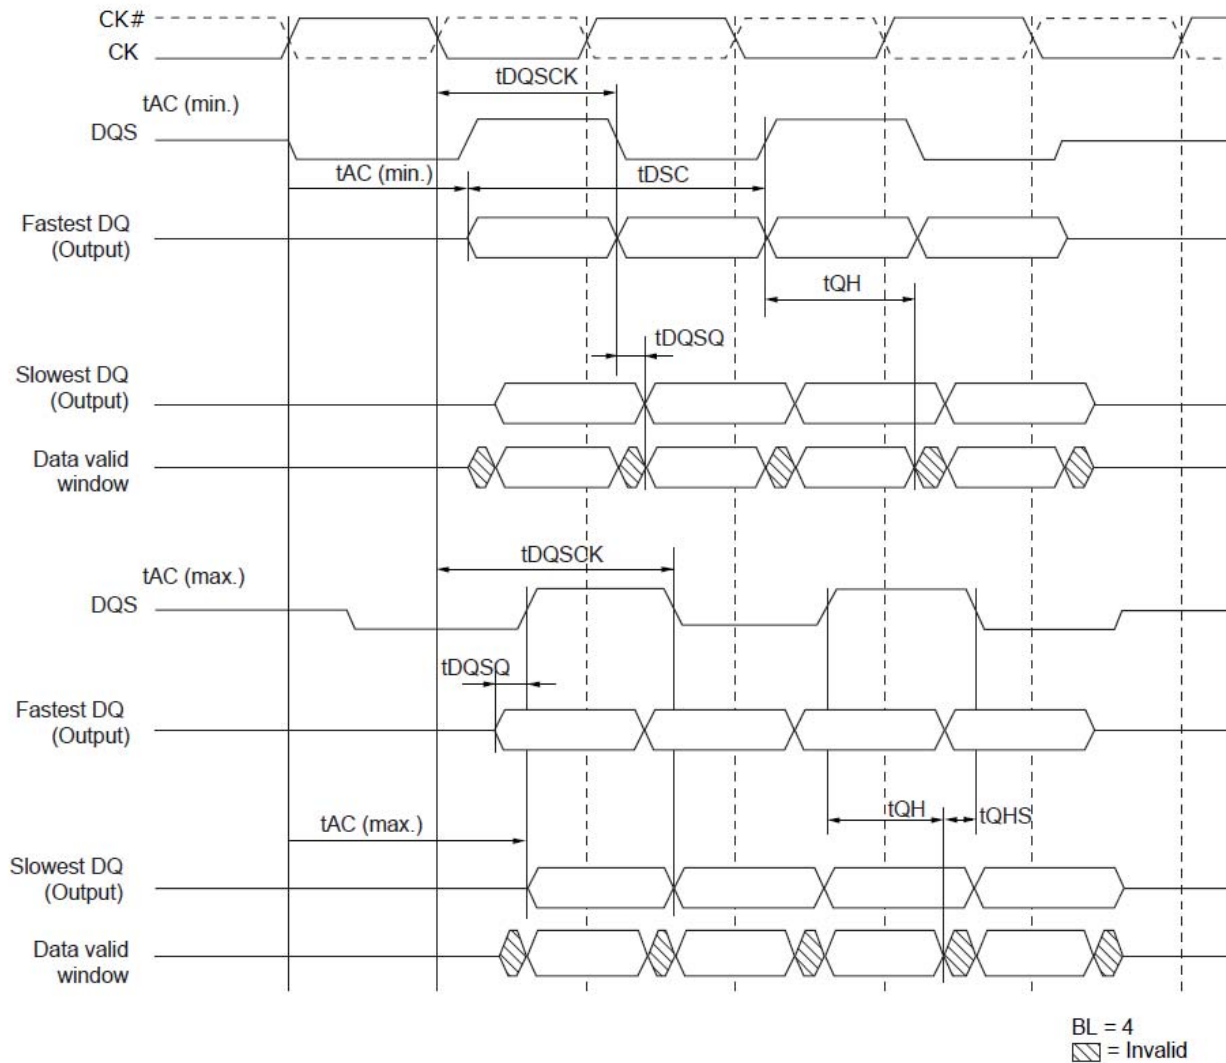 CK#
CK
tDQSCK
tAC (min.)
DQS
tAC (min.)
tDSC
Fastest DQ
(Output)
tQH
tDQSQ
Slowest DQ
(Output)
Data valid
window
tDQSCK
tAC (max.)
DQS
tDQSQ
Fastest DQ
(Output)
tQH
tQHS
tAC (max.)
Slowest DQ
(Output)
Data valid
window
BL = 4
= Invalid